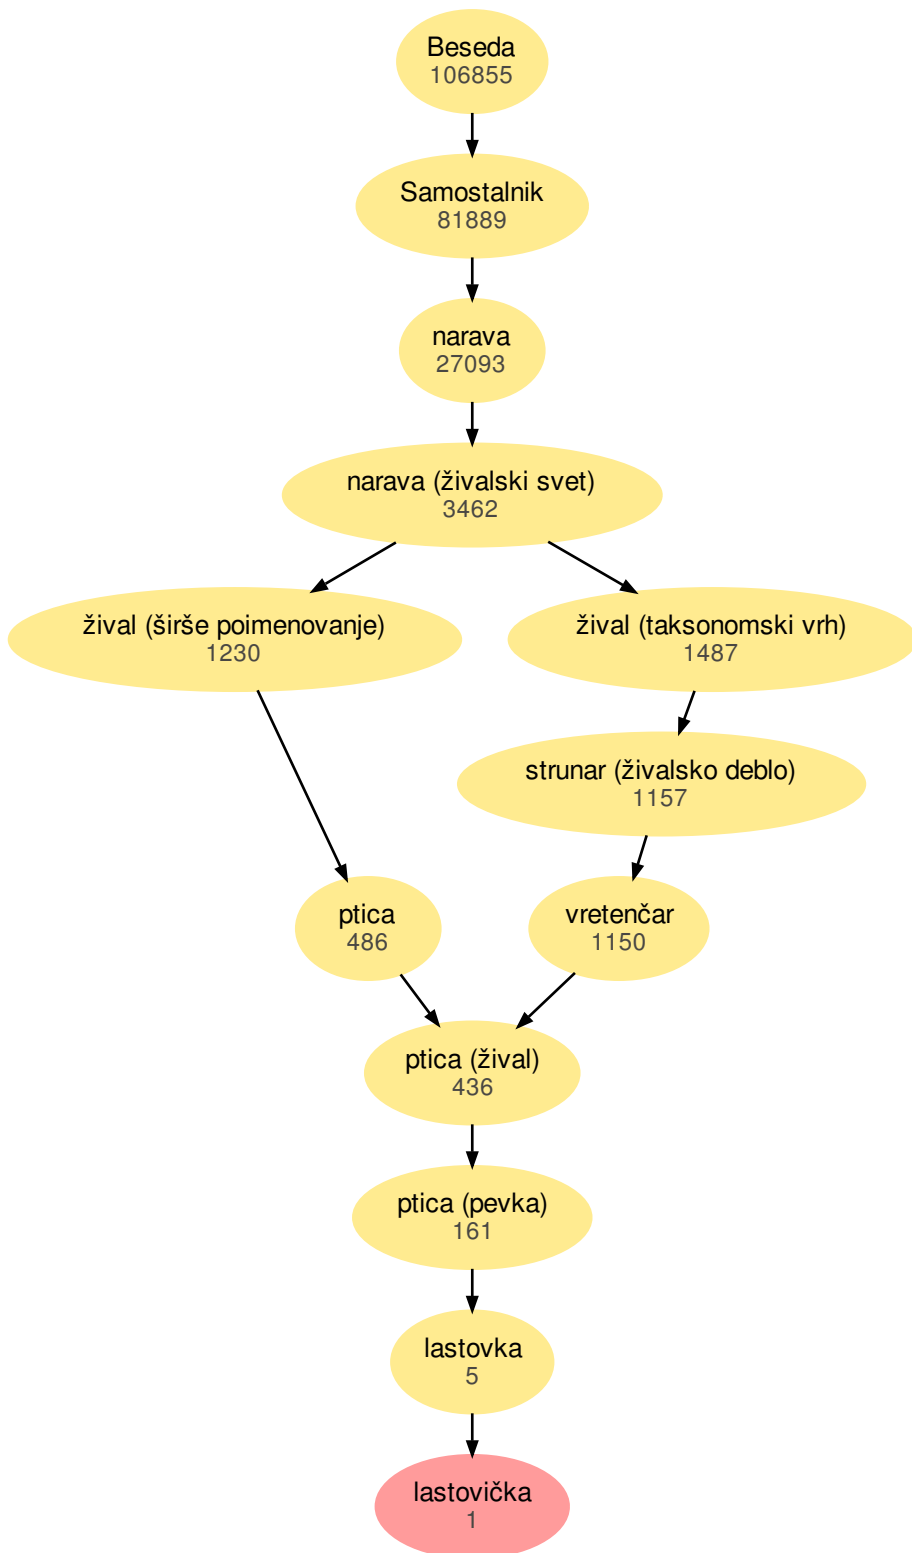 Beseda
106855
Samostalnik
81889
narava
27093
narava (živalski svet)
3462
žival (širše poimenovanje)
1230
žival (taksonomski vrh)
1487
strunar (živalsko deblo)
1157
ptica
486
vretenčar
1150
ptica (žival)
436
ptica (pevka)
161
lastovka
5
lastovička
1